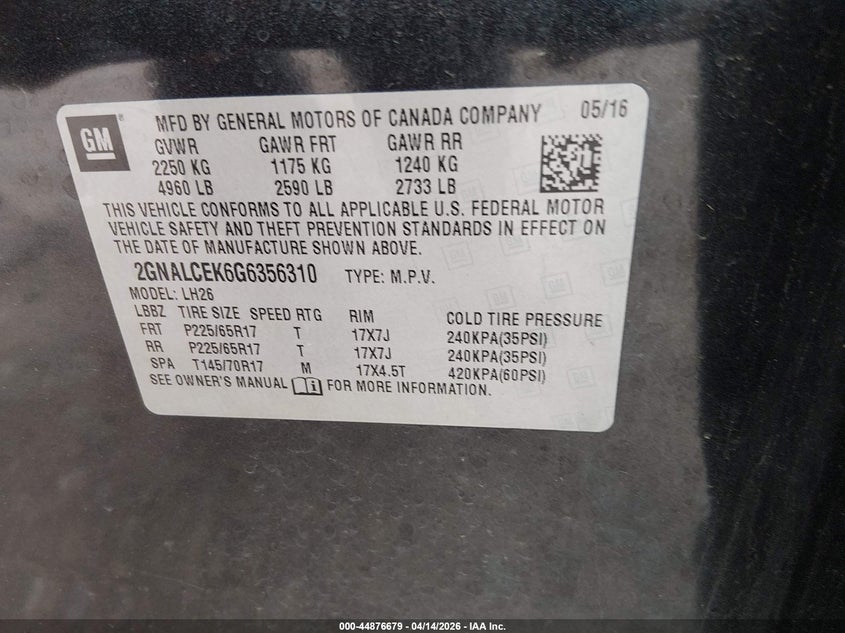 GM
MFD BY GENERAL MOTORS OF CANADA COMPANY 05/16
GVWR GAWR FRT GAWR RR
2250 KG 1175 KG 1240 KG
4960 LB 2590 LB 2733 LB
THIS VEHICLE CONFORMS TO ALL APPLICABLE U.S. FEDERAL MOTOR
VEHICLE SAFETY AND THEFT PREVENTION STANDARDS IN EFFECT ON
THE DATE OF MANUFACTURE SHOWN ABOVE.
2GNALCEK6G6356310 TYPE: M.P.V.
MODEL: LH26
LBBZ TIRE SIZE SPEED RTG RIM COLD TIRE PRESSURE
FRT P225/65R17 T 17X7J 240KPA(35PSI)
RR P225/65R17 T 17X7J 240KPA(35PSI)
SPA T145/70R17 M 17X4.5T 420KPA(60PSI)
SEE OWNER'S MANUAL FOR MORE INFORMATION.
000-44876679 - 04/14/2026 - IAA Inc.